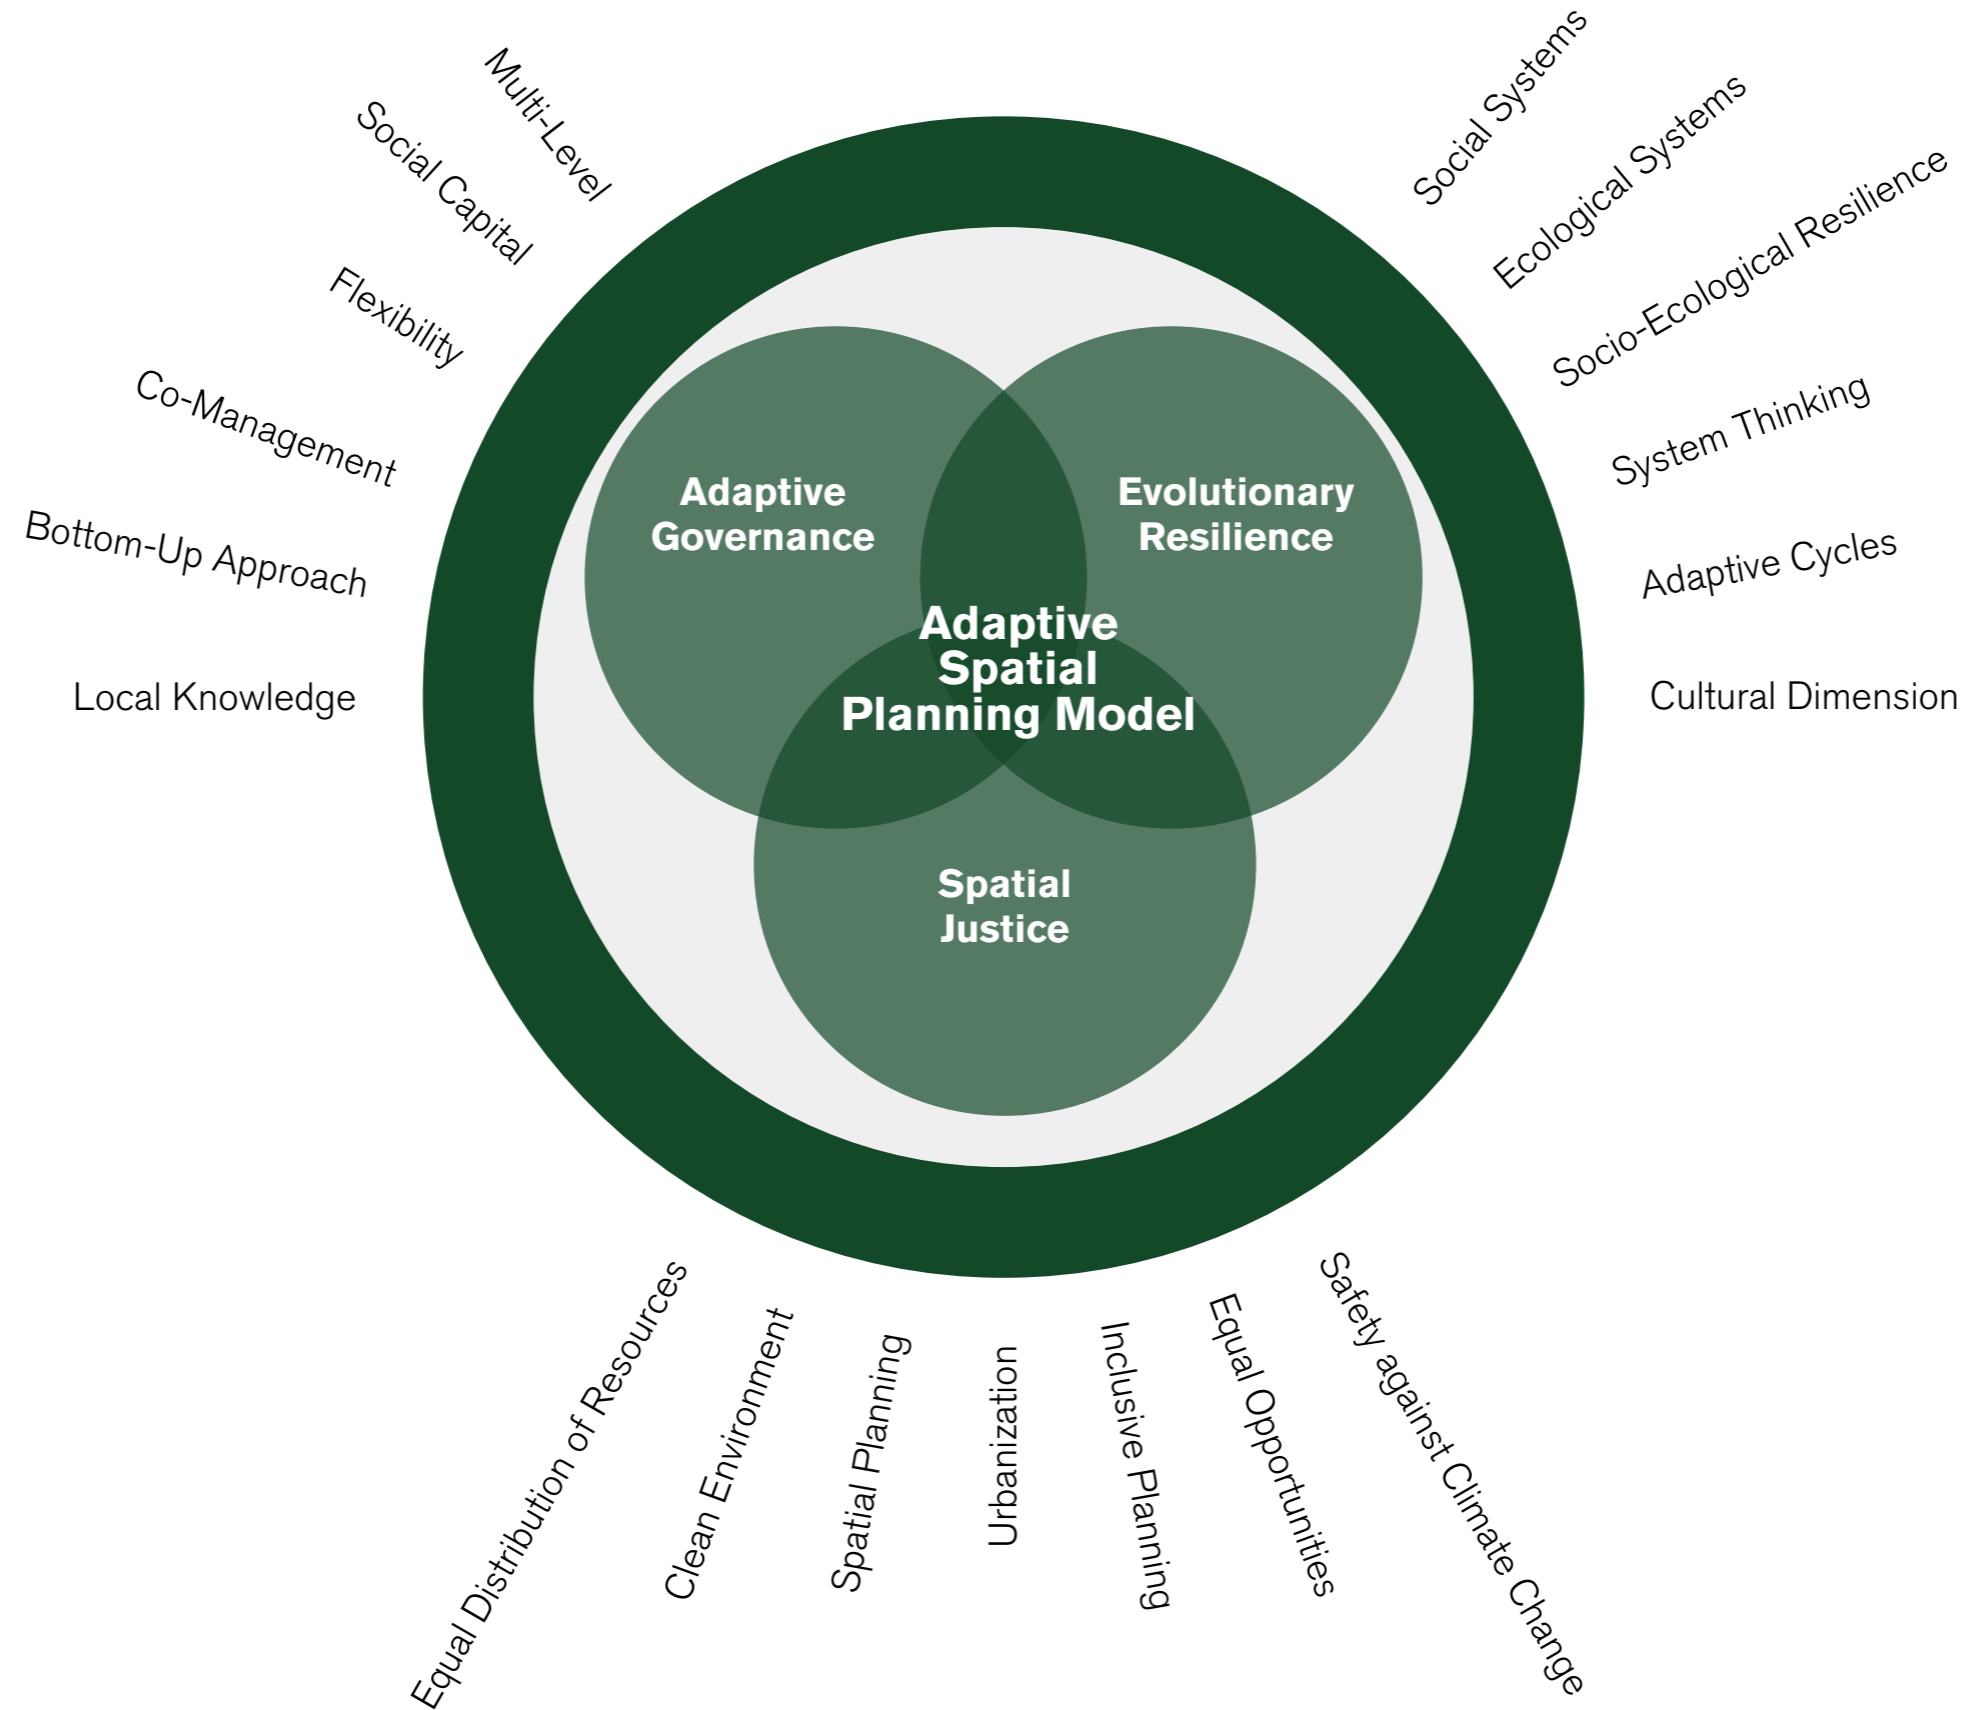 Multi-Level
Social Capital
Flexibility
Co-Management
Bottom-Up Approach
Local Knowledge
Social Systems
Ecological Systems
Socio-Ecological Resilience
System Thinking
Adaptive Cycles
Cultural Dimension
Adaptive
Governance
Evolutionary
Resilience
Adaptive
Spatial
Planning Model
Spatial
Justice
Equal Distribution of Resources
Clean Environment
Spatial Planning
Urbanization
Inclusive Planning
Equal Opportunities
Safety against Climate Change